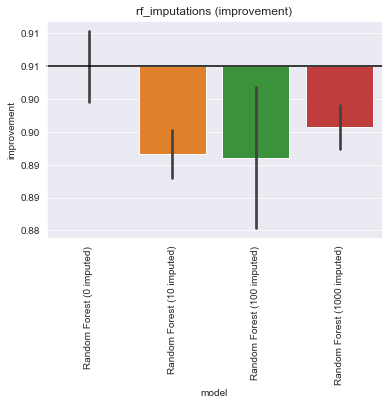 rf_imputations (improvement)
0.91
0.91
0.90
0.90
0.89
0.89
0.88
improvement
Random Forest (0 imputed)
Random Forest (10 imputed)
Random Forest (100 imputed)
Random Forest (1000 imputed)
model